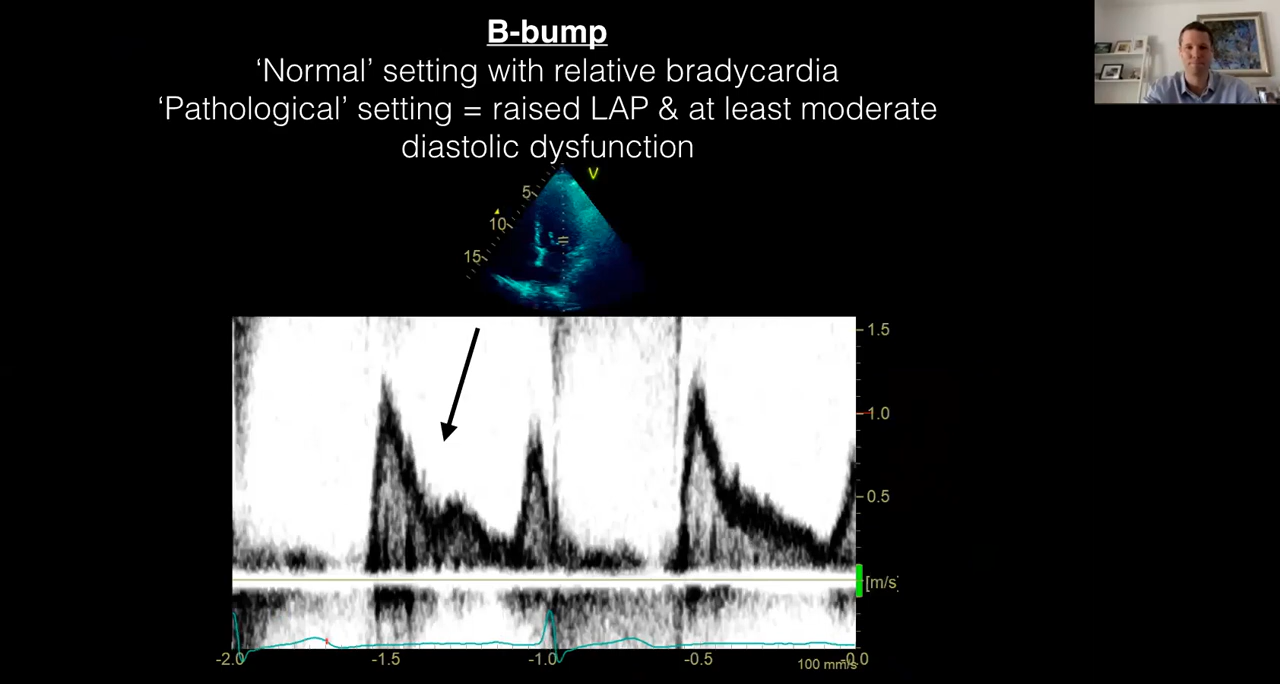 B-bump
‘Normal’ setting with relative bradycardia
‘Pathological’ setting = raised LAP & at least moderate
diastolic dysfunction
V
5
10
15
1.5
1.0
0.5
[m/s]
-2.0 -1.5 -1.0 -0.5 100 mm/s 0.0